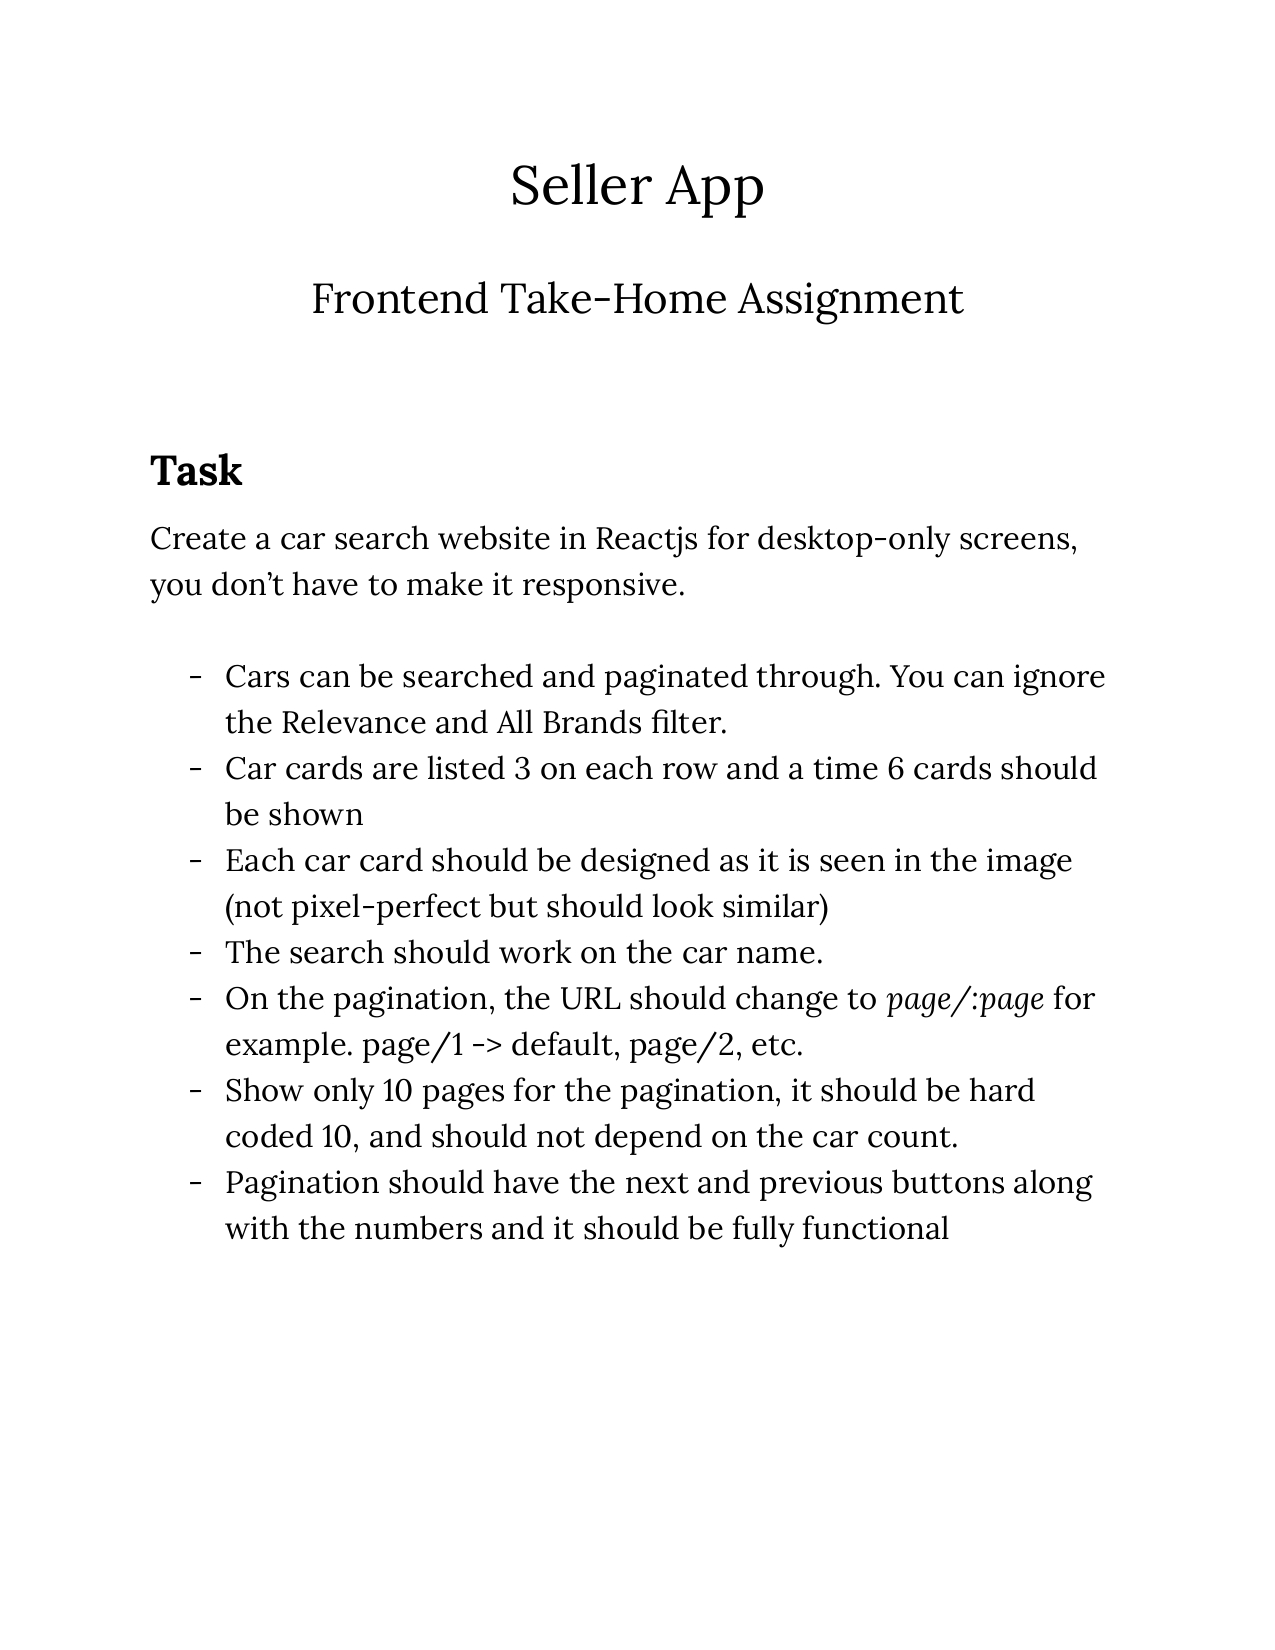 Seller App
Frontend Take-Home Assignment
Task
Create a car search website in Reactjs for desktop-only screens,
you don’t have to make it responsive.
- Cars can be searched and paginated through. You can ignore
the Relevance and All Brands filter.
- Car cards are listed 3 on each row and a time 6 cards should
be shown
- Each car card should be designed as it is seen in the image
(not pixel-perfect but should look similar)
- The search should work on the car name.
- On the pagination, the URL should change to page/:page for
example. page/1 -> default, page/2, etc.
- Show only 10 pages for the pagination, it should be hard
coded 10, and should not depend on the car count.
- Pagination should have the next and previous buttons along
with the numbers and it should be fully functional